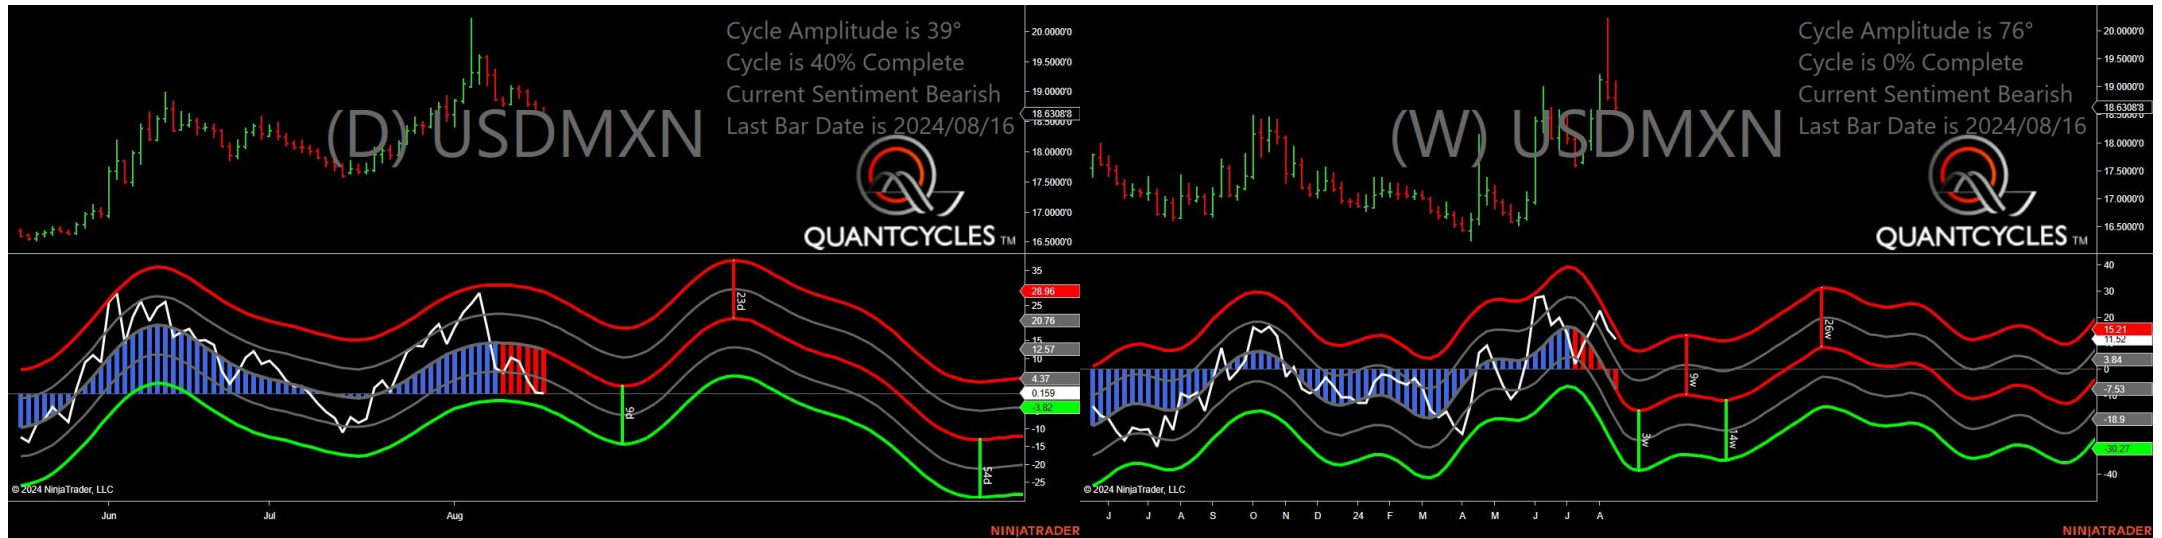 Cycle Amplitude is 39°
Cycle is 40% Complete
Current Sentiment Bearish
Last Bar Date is 2024/08/16
(D) USDMXN
QUANTCYCLES TM
20.0000'0
19.5000'0
19.0000'0
18.6308'8
18.5000'0
18.0000'0
17.5000'0
17.0000'0
16.5000'0
35
28.96
25
20.76
15
12.57
10
4.37
0.159
-3.82
-10
-15
-20
-25
23d
9d
54d
© 2024 NinjaTrader, LLC
Jun
Jul
Aug
NINJATRADER
Cycle Amplitude is 76°
Cycle is 0% Complete
Current Sentiment Bearish
Last Bar Date is 2024/08/16
(W) USDMXN
QUANTCYCLES TM
20.0000'0
19.5000'0
19.0000'0
18.6308'8
18.5000'0
18.0000'0
17.5000'0
17.0000'0
16.5000'0
40
30
20
15.21
11.52
3.84
0
-7.53
-10
-18.9
-30.27
-40
9w
26w
3w
14w
© 2024 NinjaTrader, LLC
J
J
A
S
O
N
D
24
F
M
A
M
J
J
A
NINJATRADER